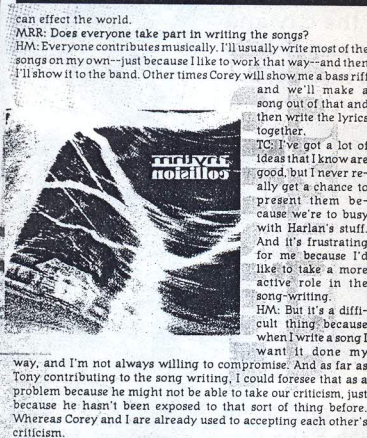 can effect the world.
MRR: Does everyone take part in writing the songs?
HM: Everyone contributes musically. I'll usually write most of the
songs on my own--just because I like to work that way--and then
I'll show it to the band. Other times Corey will show me a bass riff
and we'll make a
song out of that and
then write the lyrics
together.
TC: I've got a lot of
ideas that I know are
good, but I never re-
ally get a chance to
present them be-
cause we're to busy
with Harlan's stuff.
And it's frustrating
for me because I'd
like to take a more
active role in the
song-writing.
HM: But it's a diffi-
cult thing because
when I write a song I
want it done my
way, and I'm not always willing to compromise. And as far as
Tony contributing to the song writing, I could foresee that as a
problem because he might not be able to take our criticism, just
because he hasn't been exposed to that sort of thing before.
Whereas Corey and I are already used to accepting each other's
criticism.
rhythm
collision